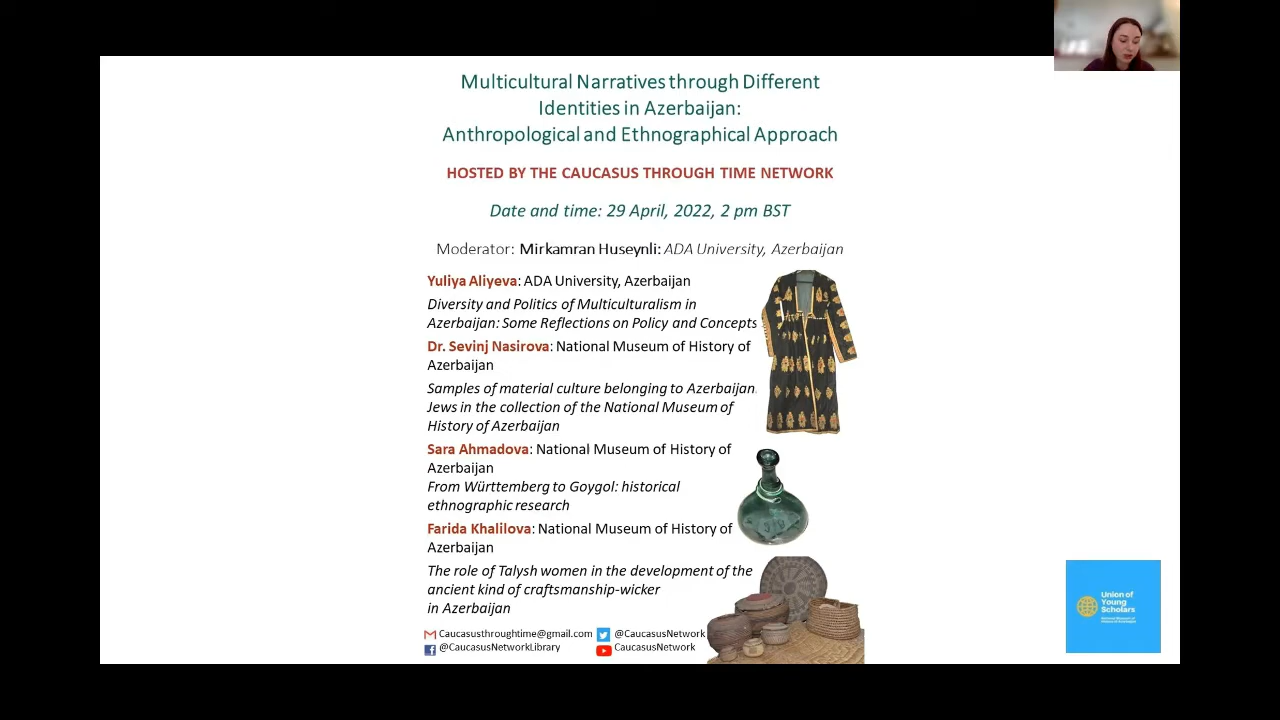 Multicultural Narratives through Different
Identities in Azerbaijan:
Anthropological and Ethnographical Approach
HOSTED BY THE CAUCASUS THROUGH TIME NETWORK
Date and time: 29 April, 2022, 2 pm BST
Moderator: Mirkamran Huseynli: ADA University, Azerbaijan
Yuliya Aliyeva: ADA University, Azerbaijan
Diversity and Politics of Multiculturalism in
Azerbaijan: Some Reflections on Policy and Concepts
Dr. Sevinj Nasirova: National Museum of History of
Azerbaijan
Samples of material culture belonging to Azerbaijan
Jews in the collection of the National Museum of
History of Azerbaijan
Sara Ahmadova: National Museum of History of
Azerbaijan
From Württemberg to Goygol: historical
ethnographic research
Farida Khalilova: National Museum of History of
Azerbaijan
The role of Talysh women in the development of the
ancient kind of craftsmanship-wicker
in Azerbaijan
Caucasusthroughtime@gmail.com @CaucasusNetwork
@CaucasusNetworkLibrary CaucasusNetwork
Union of
Young
Scholars